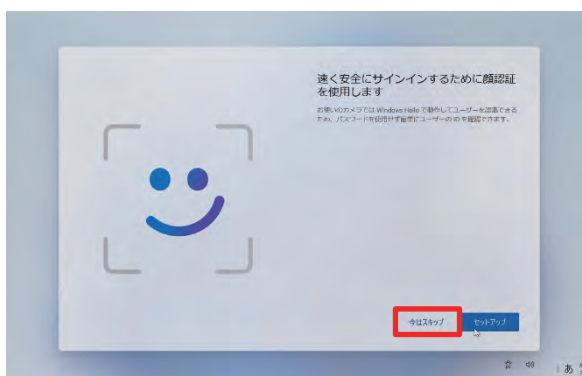 速く安全にサインインするために顔認証
を使用します
お使いのカメラでは Windows Hello で動作してユーザーを認識できる
ため、パスワードを使用せず簡単にユーザーの ID を確認できます。
今はスキップ
セットアップ
あ